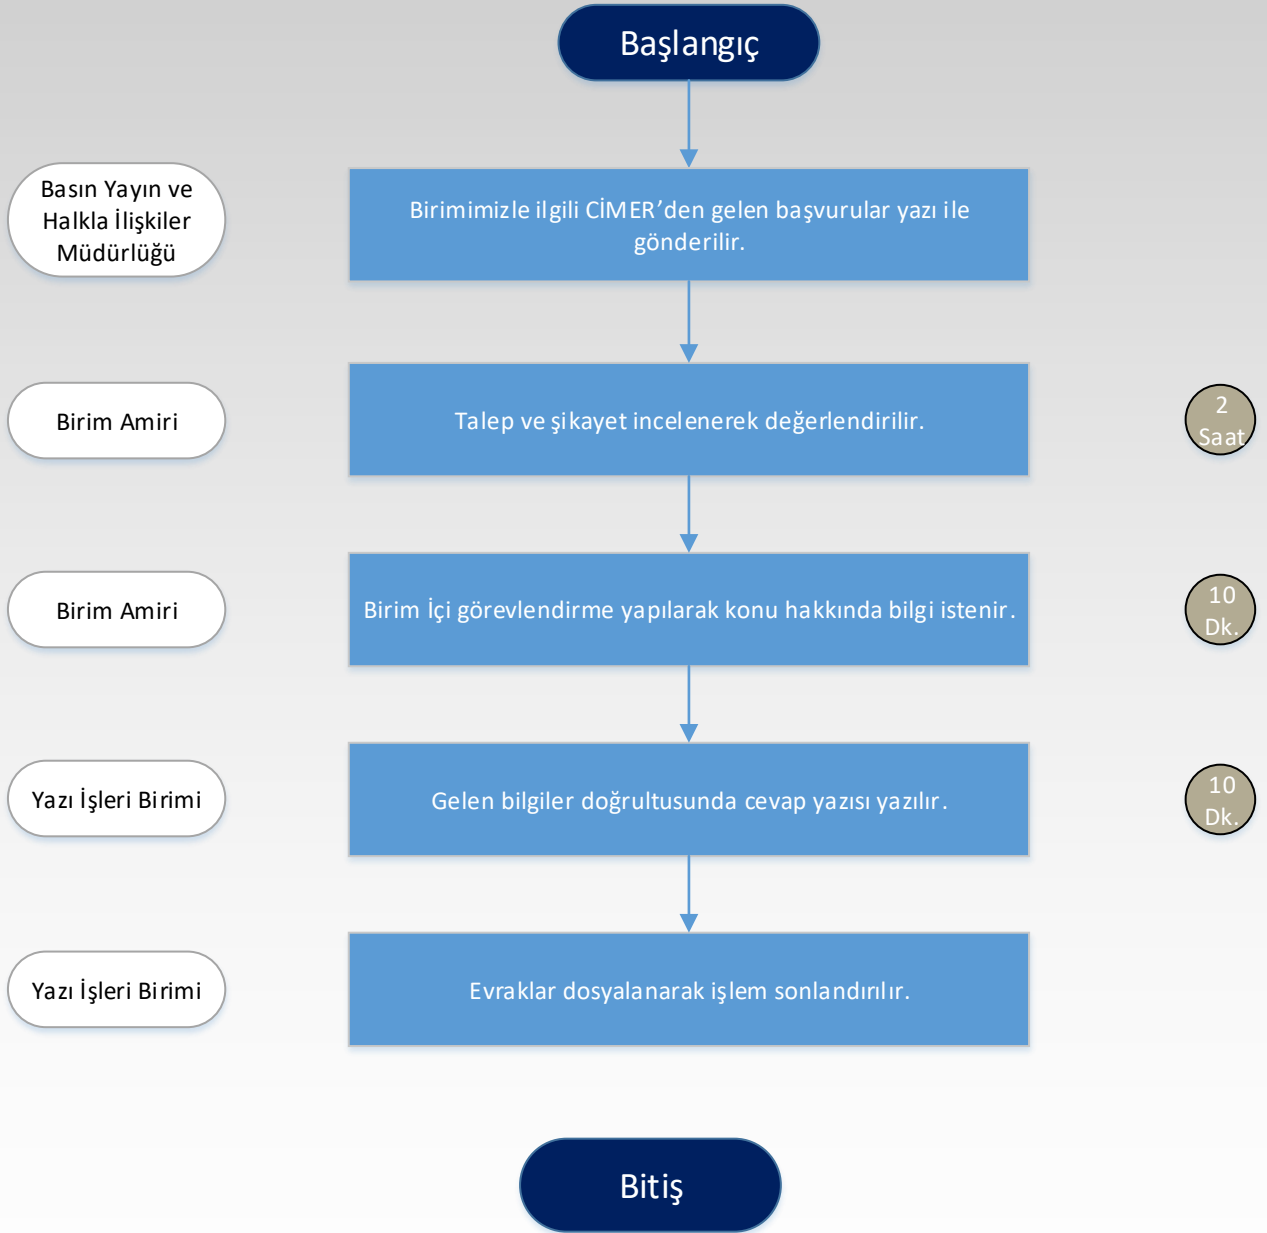 Başlangıç
Basın Yayın ve
Halkla İlişkiler
Müdürlüğü
Birimimizle ilgili CİMER’den gelen başvurular yazı ile
gönderilir.
Birim Amiri
Talep ve şikayet incelenerek değerlendirilir.
2
Saat
Birim Amiri
Birim İçi görevlendirme yapılarak konu hakkında bilgi istenir.
10
Dk.
Yazı İşleri Birimi
Gelen bilgiler doğrultusunda cevap yazısı yazılır.
10
Dk.
Yazı İşleri Birimi
Evraklar dosyalanarak işlem sonlandırılır.
Bitiş